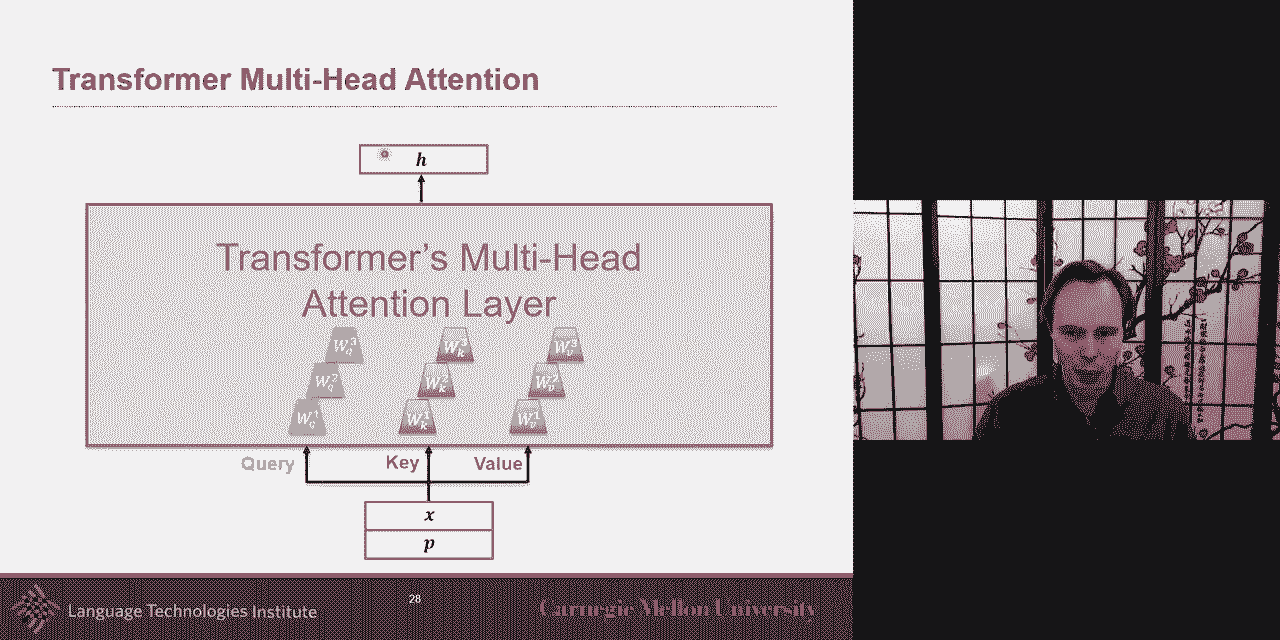 Transformer Multi-Head Attention
h
Transformer's Multi-Head
Attention Layer
W_q^3 W_k^3 W_v^3
W_q^2 W_k^2 W_v^2
W_q^1 W_k^1 W_v^1
Query Key Value
x
p
Language Technologies Institute 28 Carnegie Mellon University